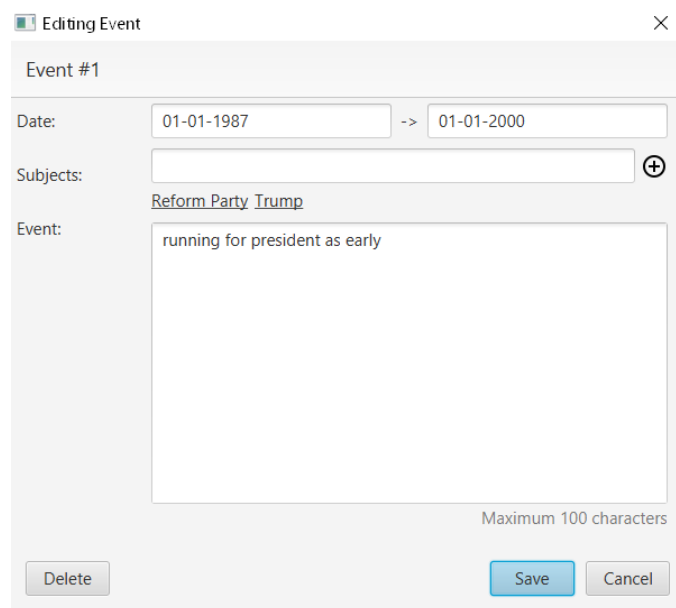 Editing Event
Event #1
Date: 01-01-1987 -> 01-01-2000
Subjects:
Reform Party Trump
Event: running for president as early
Maximum 100 characters
Delete Save Cancel